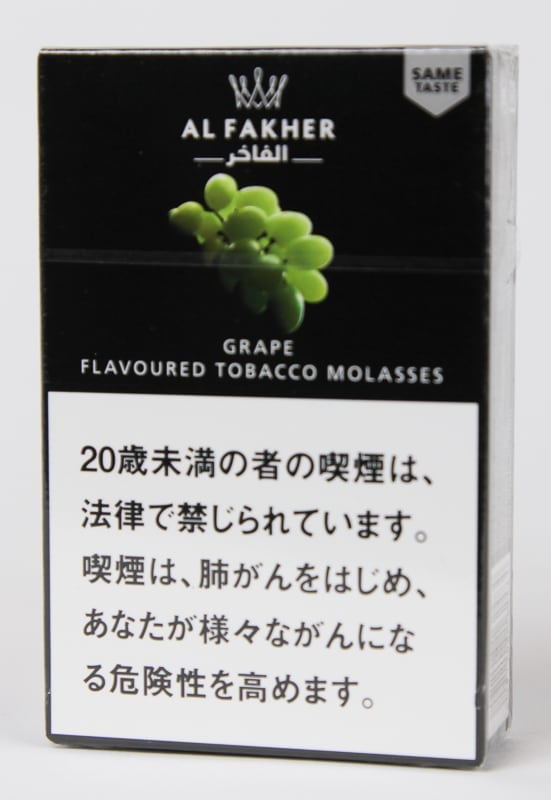 SAME
TASTE
AL FAKHER
الفاخر
GRAPE
FLAVOURED TOBACCO MOLASSES
20歳未満の者の喫煙は、
法律で禁じられています。
喫煙は、肺がんをはじめ、
あなたが様々ながんにな
る危険性を高めます。